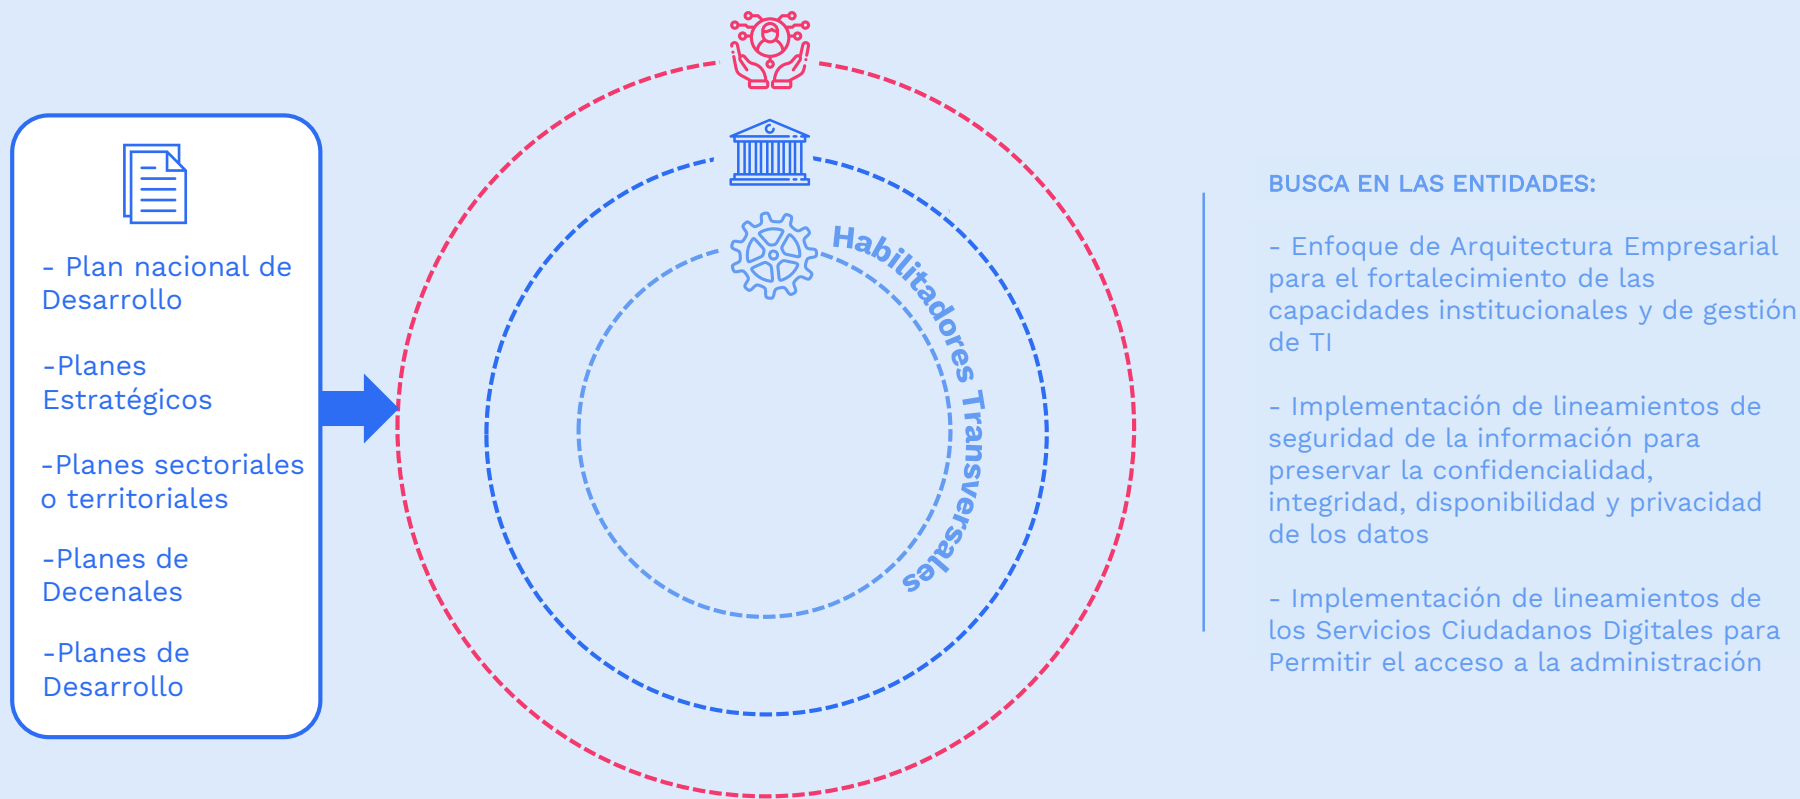 - Plan nacional de
Desarrollo
-Planes
Estratégicos
-Planes sectoriales
o territoriales
-Planes de
Decenales
-Planes de
Desarrollo
Habilitadores Transversales
BUSCA EN LAS ENTIDADES:
- Enfoque de Arquitectura Empresarial
para el fortalecimiento de las
capacidades institucionales y de gestión
de TI
- Implementación de lineamientos de
seguridad de la información para
preservar la confidencialidad,
integridad, disponibilidad y privacidad
de los datos
- Implementación de lineamientos de
los Servicios Ciudadanos Digitales para
Permitir el acceso a la administración